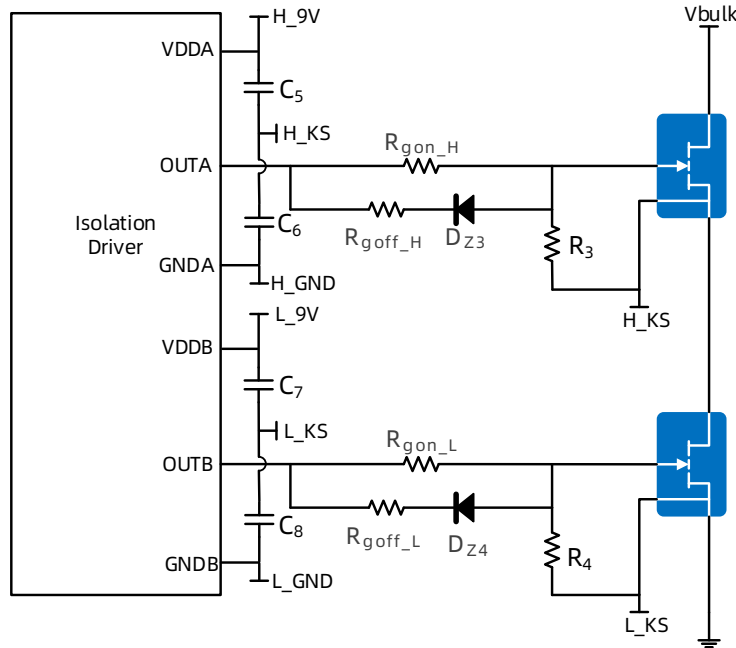 H_9V
Vbulk
VDDA
C5
H_KS
Rgon_H
OUTA
Isolation
Driver
C6
Rgoff_H
DZ3
R3
GNDA
H_GND
H_KS
L_9V
VDDB
C7
L_KS
Rgon_L
OUTB
C8
Rgoff_L
DZ4
R4
GNDB
L_GND
L_KS